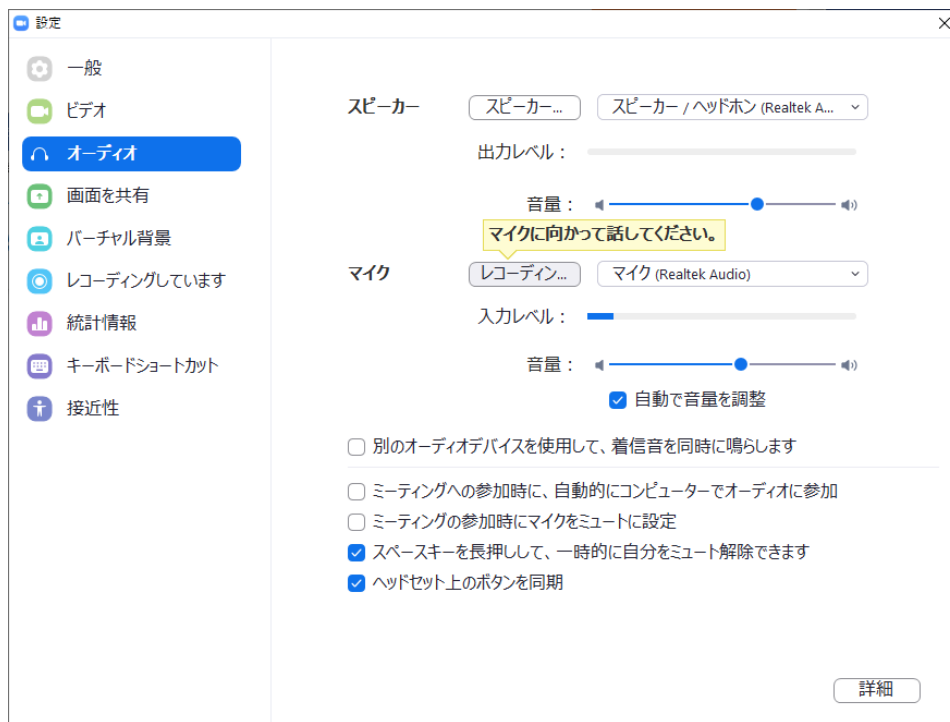 設定
一般
ビデオ
オーディオ
画面を共有
バーチャル背景
レコーディングしています
統計情報
キーボードショートカット
接近性
スピーカー スピーカー... スピーカー / ヘッドホン (Realtek A...
出力レベル：
音量：
マイクに向かって話してください。
マイク レコーディン... マイク (Realtek Audio)
入力レベル：
音量：
自動で音量を調整
別のオーディオデバイスを使用して、着信音を同時に鳴らします
ミーティングへの参加時に、自動的にコンピューターでオーディオに参加
ミーティングの参加時にマイクをミュートに設定
スペースキーを長押しして、一時的に自分をミュート解除できます
ヘッドセット上のボタンを同期
詳細